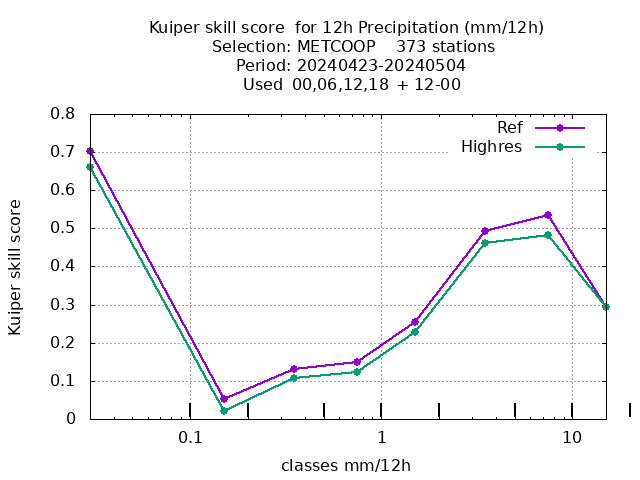 Kuiper skill score  for 12h Precipitation (mm/12h)
Selection: METCOOP    373 stations
Period: 20240423-20240504
Used  00,06,12,18  + 12-00
Ref
Highres
Kuiper skill score
0.8
0.7
0.6
0.5
0.4
0.3
0.2
0.1
0
0.1 1 10
classes mm/12h